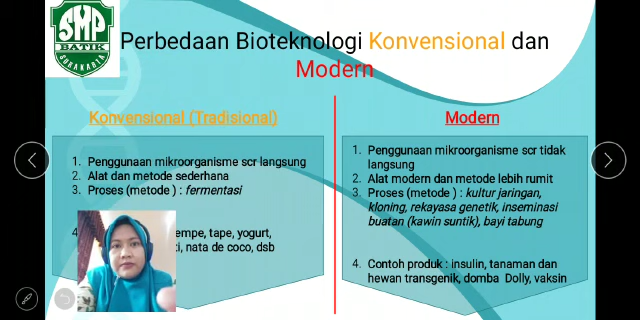 SMP
BATIK
SURAKARTA
Perbedaan Bioteknologi Konvensional dan
Modern
Konvensional (Tradisional)
1. Penggunaan mikroorganisme scr langsung
2. Alat dan metode sederhana
3. Proses (metode ) : fermentasi
4
empe, tape, yogurt,
ti, nata de coco, dsb
Modern
1. Penggunaan mikroorganisme scr tidak
langsung
2. Alat modern dan metode lebih rumit
3. Proses (metode ) : kultur jaringan,
kloning, rekayasa genetik, inseminasi
buatan (kawin suntik), bayi tabung
4. Contoh produk : insulin, tanaman dan
hewan transgenik, domba Dolly, vaksin